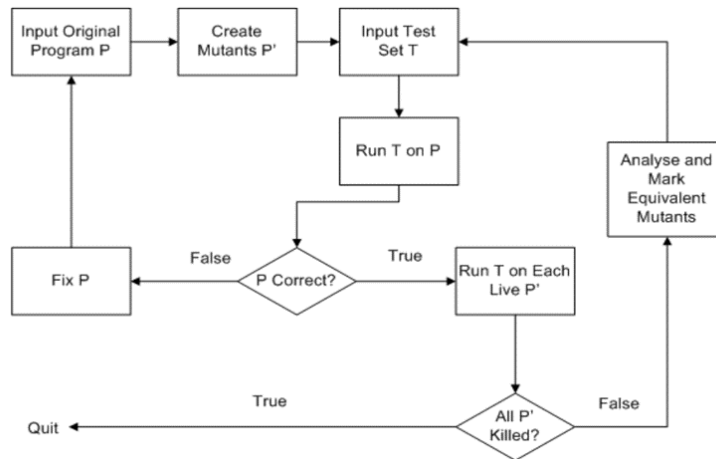 Input Original
Program P
Create
Mutants P'
Input Test
Set T
Run T on P
Analyse and
Mark
Equivalent
Mutants
False
True
Fix P
P Correct?
Run T on Each
Live P'
True
All P'
Killed?
False
Quit